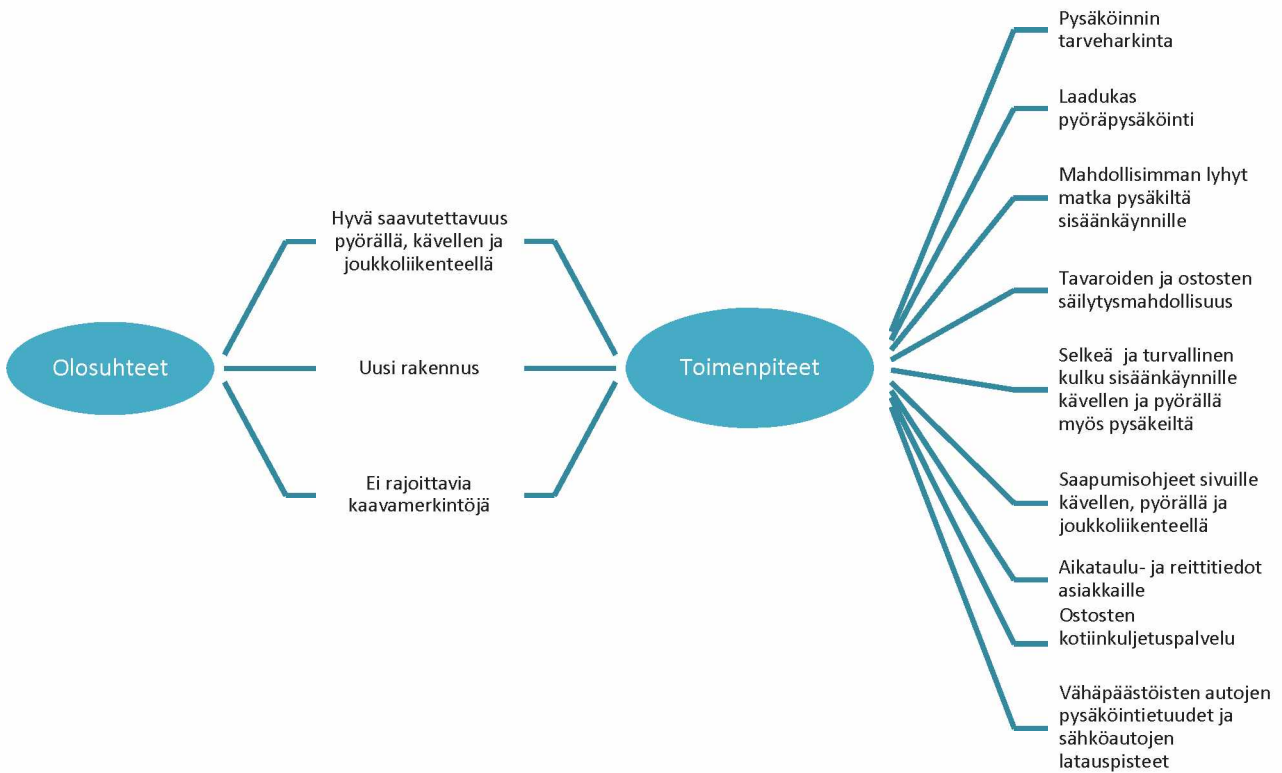 Olosuhteet
Hyvä saavutettavuus
pyörällä, kävellen ja
joukkoliikenteellä
Uusi rakennus
Ei rajoittavia
kaavamerkintöjä
Toimenpiteet
Pysäköinnin
tarveharkinta
Laadukas
pyöräpysäköinti
Mahdollisimman lyhyt
matka pysäkiltä
sisäänkäynnille
Tavaroiden ja ostosten
säilytysmahdollisuus
Selkeä ja turvallinen
kulku sisäänkäynnille
kävellen ja pyörällä
myös pysäkeiltä
Saapumisohjeet sivuille
kävellen, pyörällä ja
joukkoliikenteellä
Aikataulu- ja reittitiedot
asiakkaille
Ostosten
kotiinkuljetuspalvelu
Vähäpäästöisten autojen
pysäköintietuudet ja
sähköautojen
latauspisteet